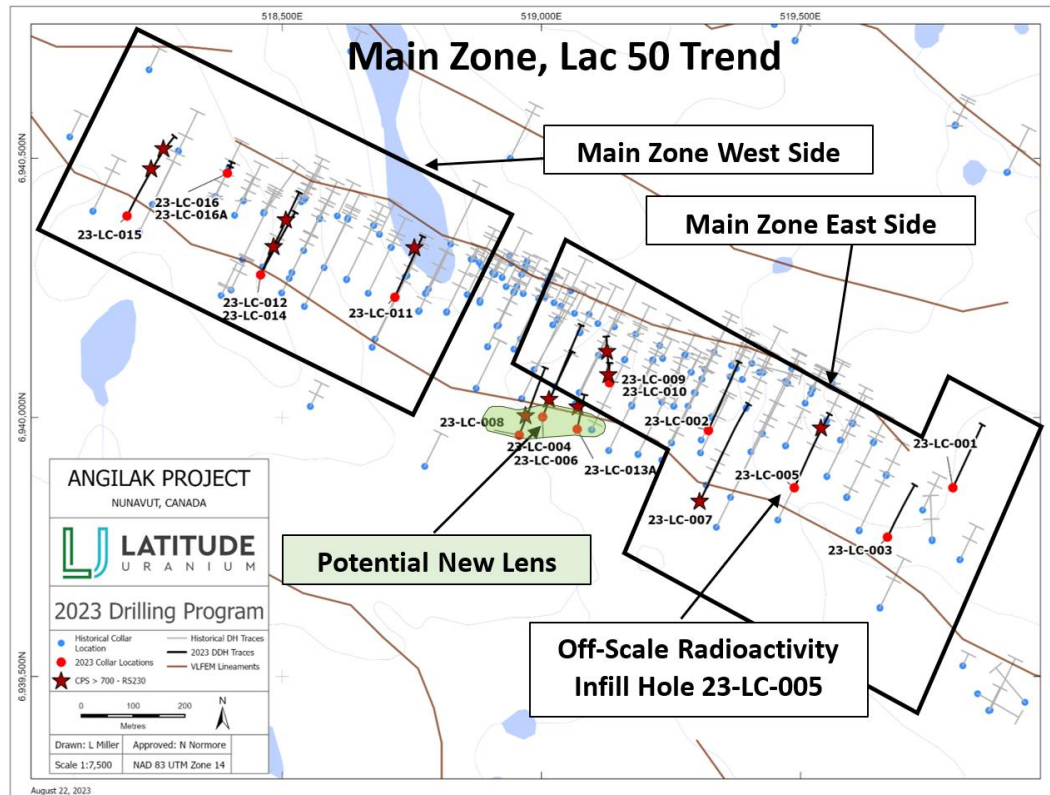 518,500E
519,000E
519,500E
Main Zone, Lac 50 Trend
Main Zone West Side
Main Zone East Side
6,940,500N
6,940,000N
6,939,500N
23-LC-016
23-LC-016A
23-LC-015
23-LC-012
23-LC-014
23-LC-011
23-LC-009
23-LC-010
23-LC-008
23-LC-002
23-LC-004
23-LC-006
23-LC-013A
23-LC-001
23-LC-005
23-LC-007
23-LC-003
Potential New Lens
Off-Scale Radioactivity
Infill Hole 23-LC-005
ANGILAK PROJECT
NUNAVUT, CANADA
LATITUDE
URANIUM
2023 Drilling Program
Historical Collar
Location
2023 Collar Locations
CPS > 700 - RS230
Historical DH Traces
2023 DDH Traces
VLFEM Lineaments
0 100 200
Metres
N
Drawn: L Miller Approved: N Normore
Scale 1:7,500 NAD 83 UTM Zone 14
August 22, 2023